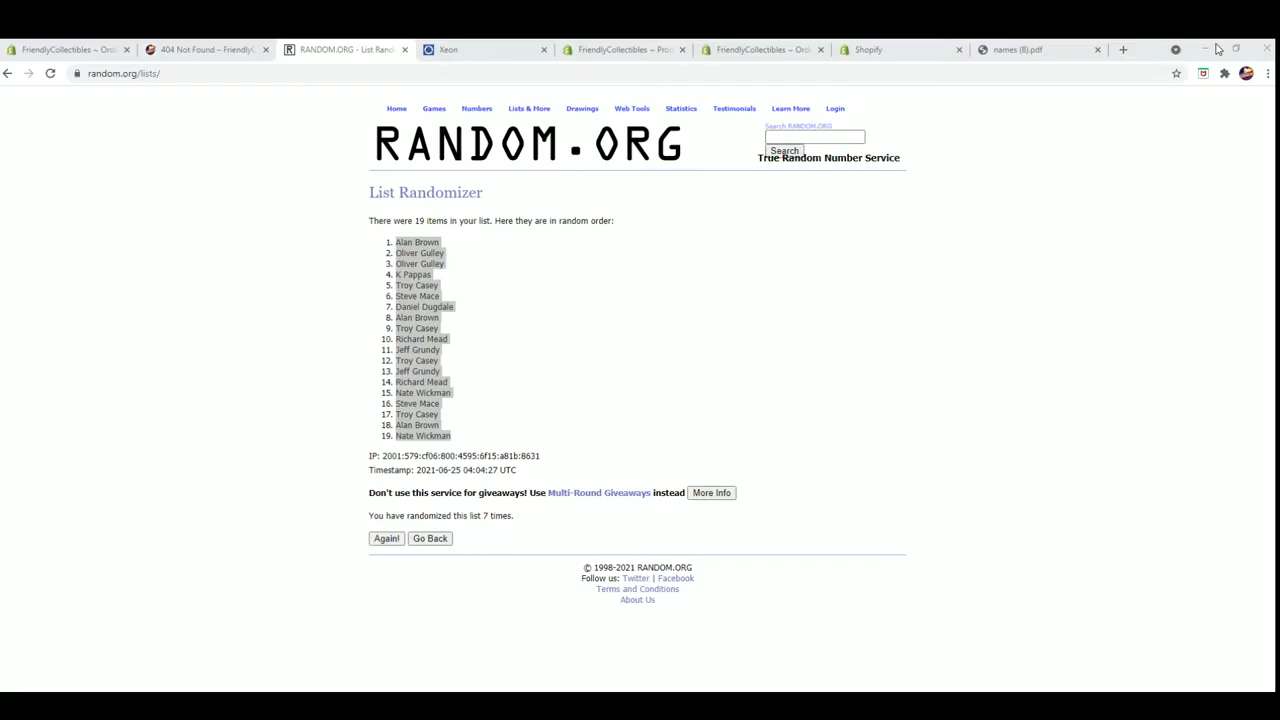 FriendlyCollectibles ~ Ord
404 Not Found – FriendlyC
RANDOM.ORG - List Rand
Xeon
FriendlyCollectibles ~ Prod
FriendlyCollectibles ~ Ord
Shopify
names (8).pdf
random.org/lists/
Home Games Numbers Lists & More Drawings Web Tools Statistics Testimonials Learn More Login
RANDOM.ORG
Search RANDOM.ORG
Search
True Random Number Service
List Randomizer
There were 19 items in your list. Here they are in random order:
1. Alan Brown
2. Oliver Gulley
3. Oliver Gulley
4. K Pappas
5. Troy Casey
6. Steve Mace
7. Daniel Dugdale
8. Alan Brown
9. Troy Casey
10. Richard Mead
11. Jeff Grundy
12. Troy Casey
13. Jeff Grundy
14. Richard Mead
15. Nate Wickman
16. Steve Mace
17. Troy Casey
18. Alan Brown
19. Nate Wickman
IP: 2001:579:cf06:800:4595:6f15:a81b:8631
Timestamp: 2021-06-25 04:04:27 UTC
Don't use this service for giveaways! Use Multi-Round Giveaways instead More Info
You have randomized this list 7 times.
Again! Go Back
© 1998-2021 RANDOM.ORG
Follow us: Twitter | Facebook
Terms and Conditions
About Us